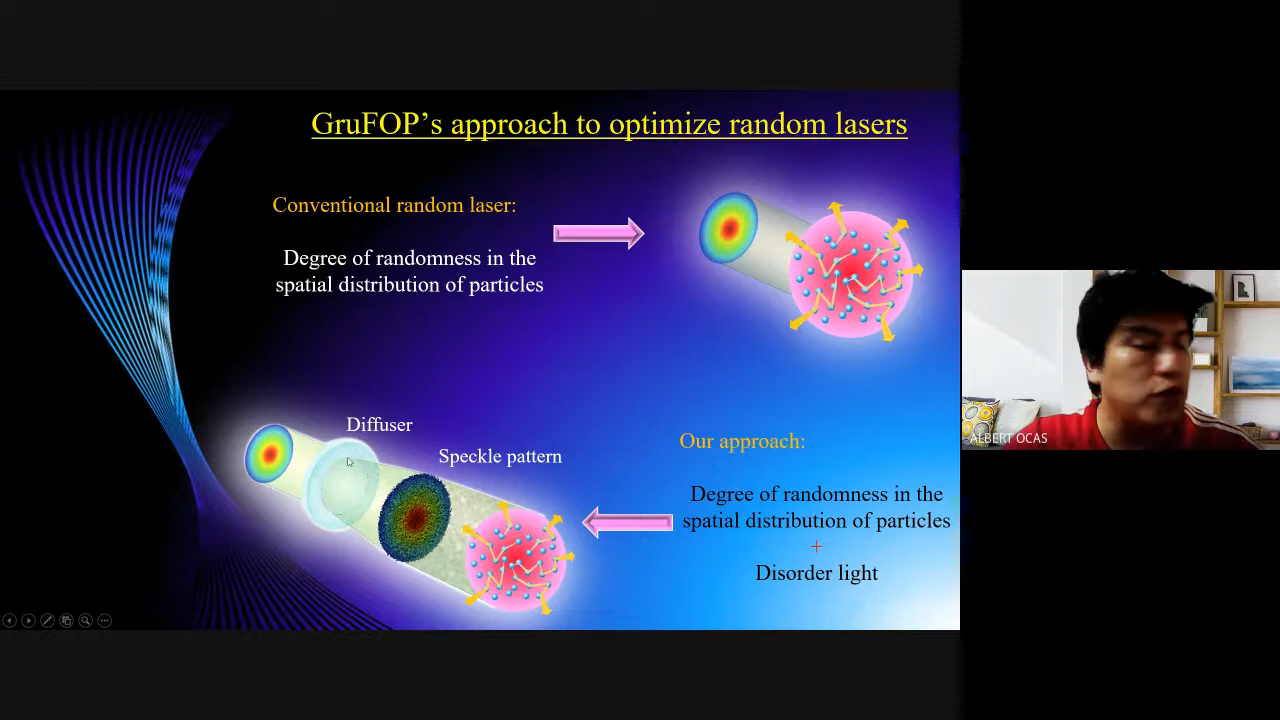 GruFOP’s approach to optimize random lasers
Conventional random laser:
Degree of randomness in the
spatial distribution of particles
Diffuser
Speckle pattern
Our approach:
Degree of randomness in the
spatial distribution of particles
+
Disorder light
ALBERT OCAS